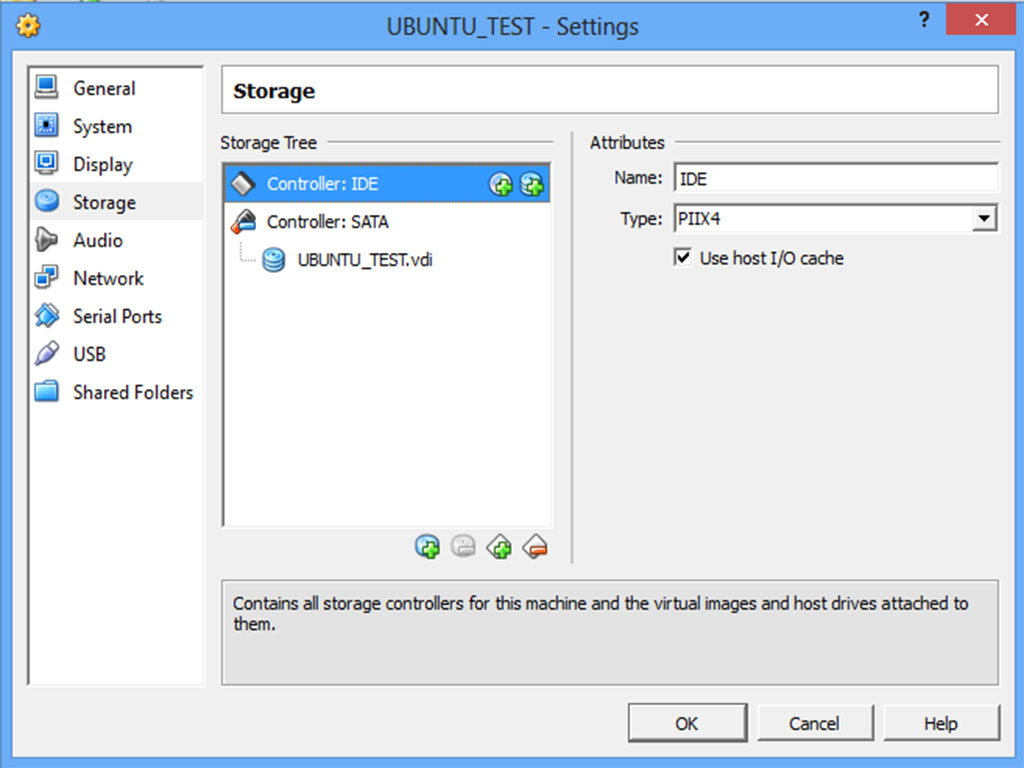 UBUNTU_TEST - Settings
?
General
System
Display
Storage
Audio
Network
Serial Ports
USB
Shared Folders
Storage
Storage Tree
Controller: IDE
Controller: SATA
UBUNTU_TEST.vdi
Attributes
Name: IDE
Type: PIIX4
Use host I/O cache
Contains all storage controllers for this machine and the virtual images and host drives attached to
them.
OK Cancel Help